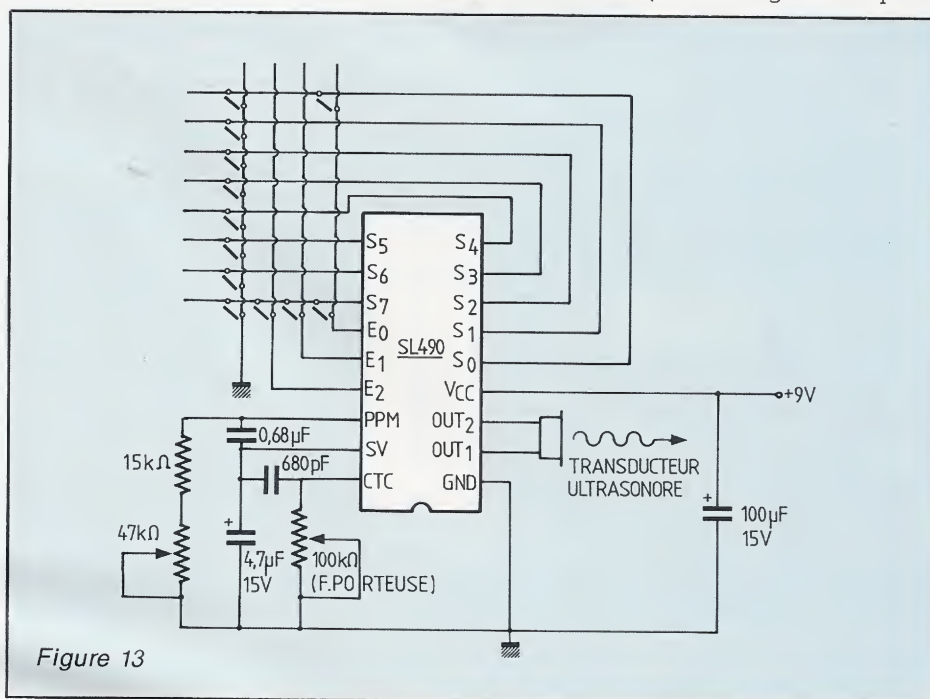 S5
S6
S7
E0
E1
E2
PPM
SV
CTC
SL490
S4
S3
S2
S1
S0
VCC
OUT2
OUT1
GND
+9V
TRANSDUCTEUR
ULTRASONORE
15kΩ
0,68µF
680pF
47kΩ
+
4,7µF
15V
100kΩ
(F.PORTEUSE)
+
100µF
15V
Figure 13